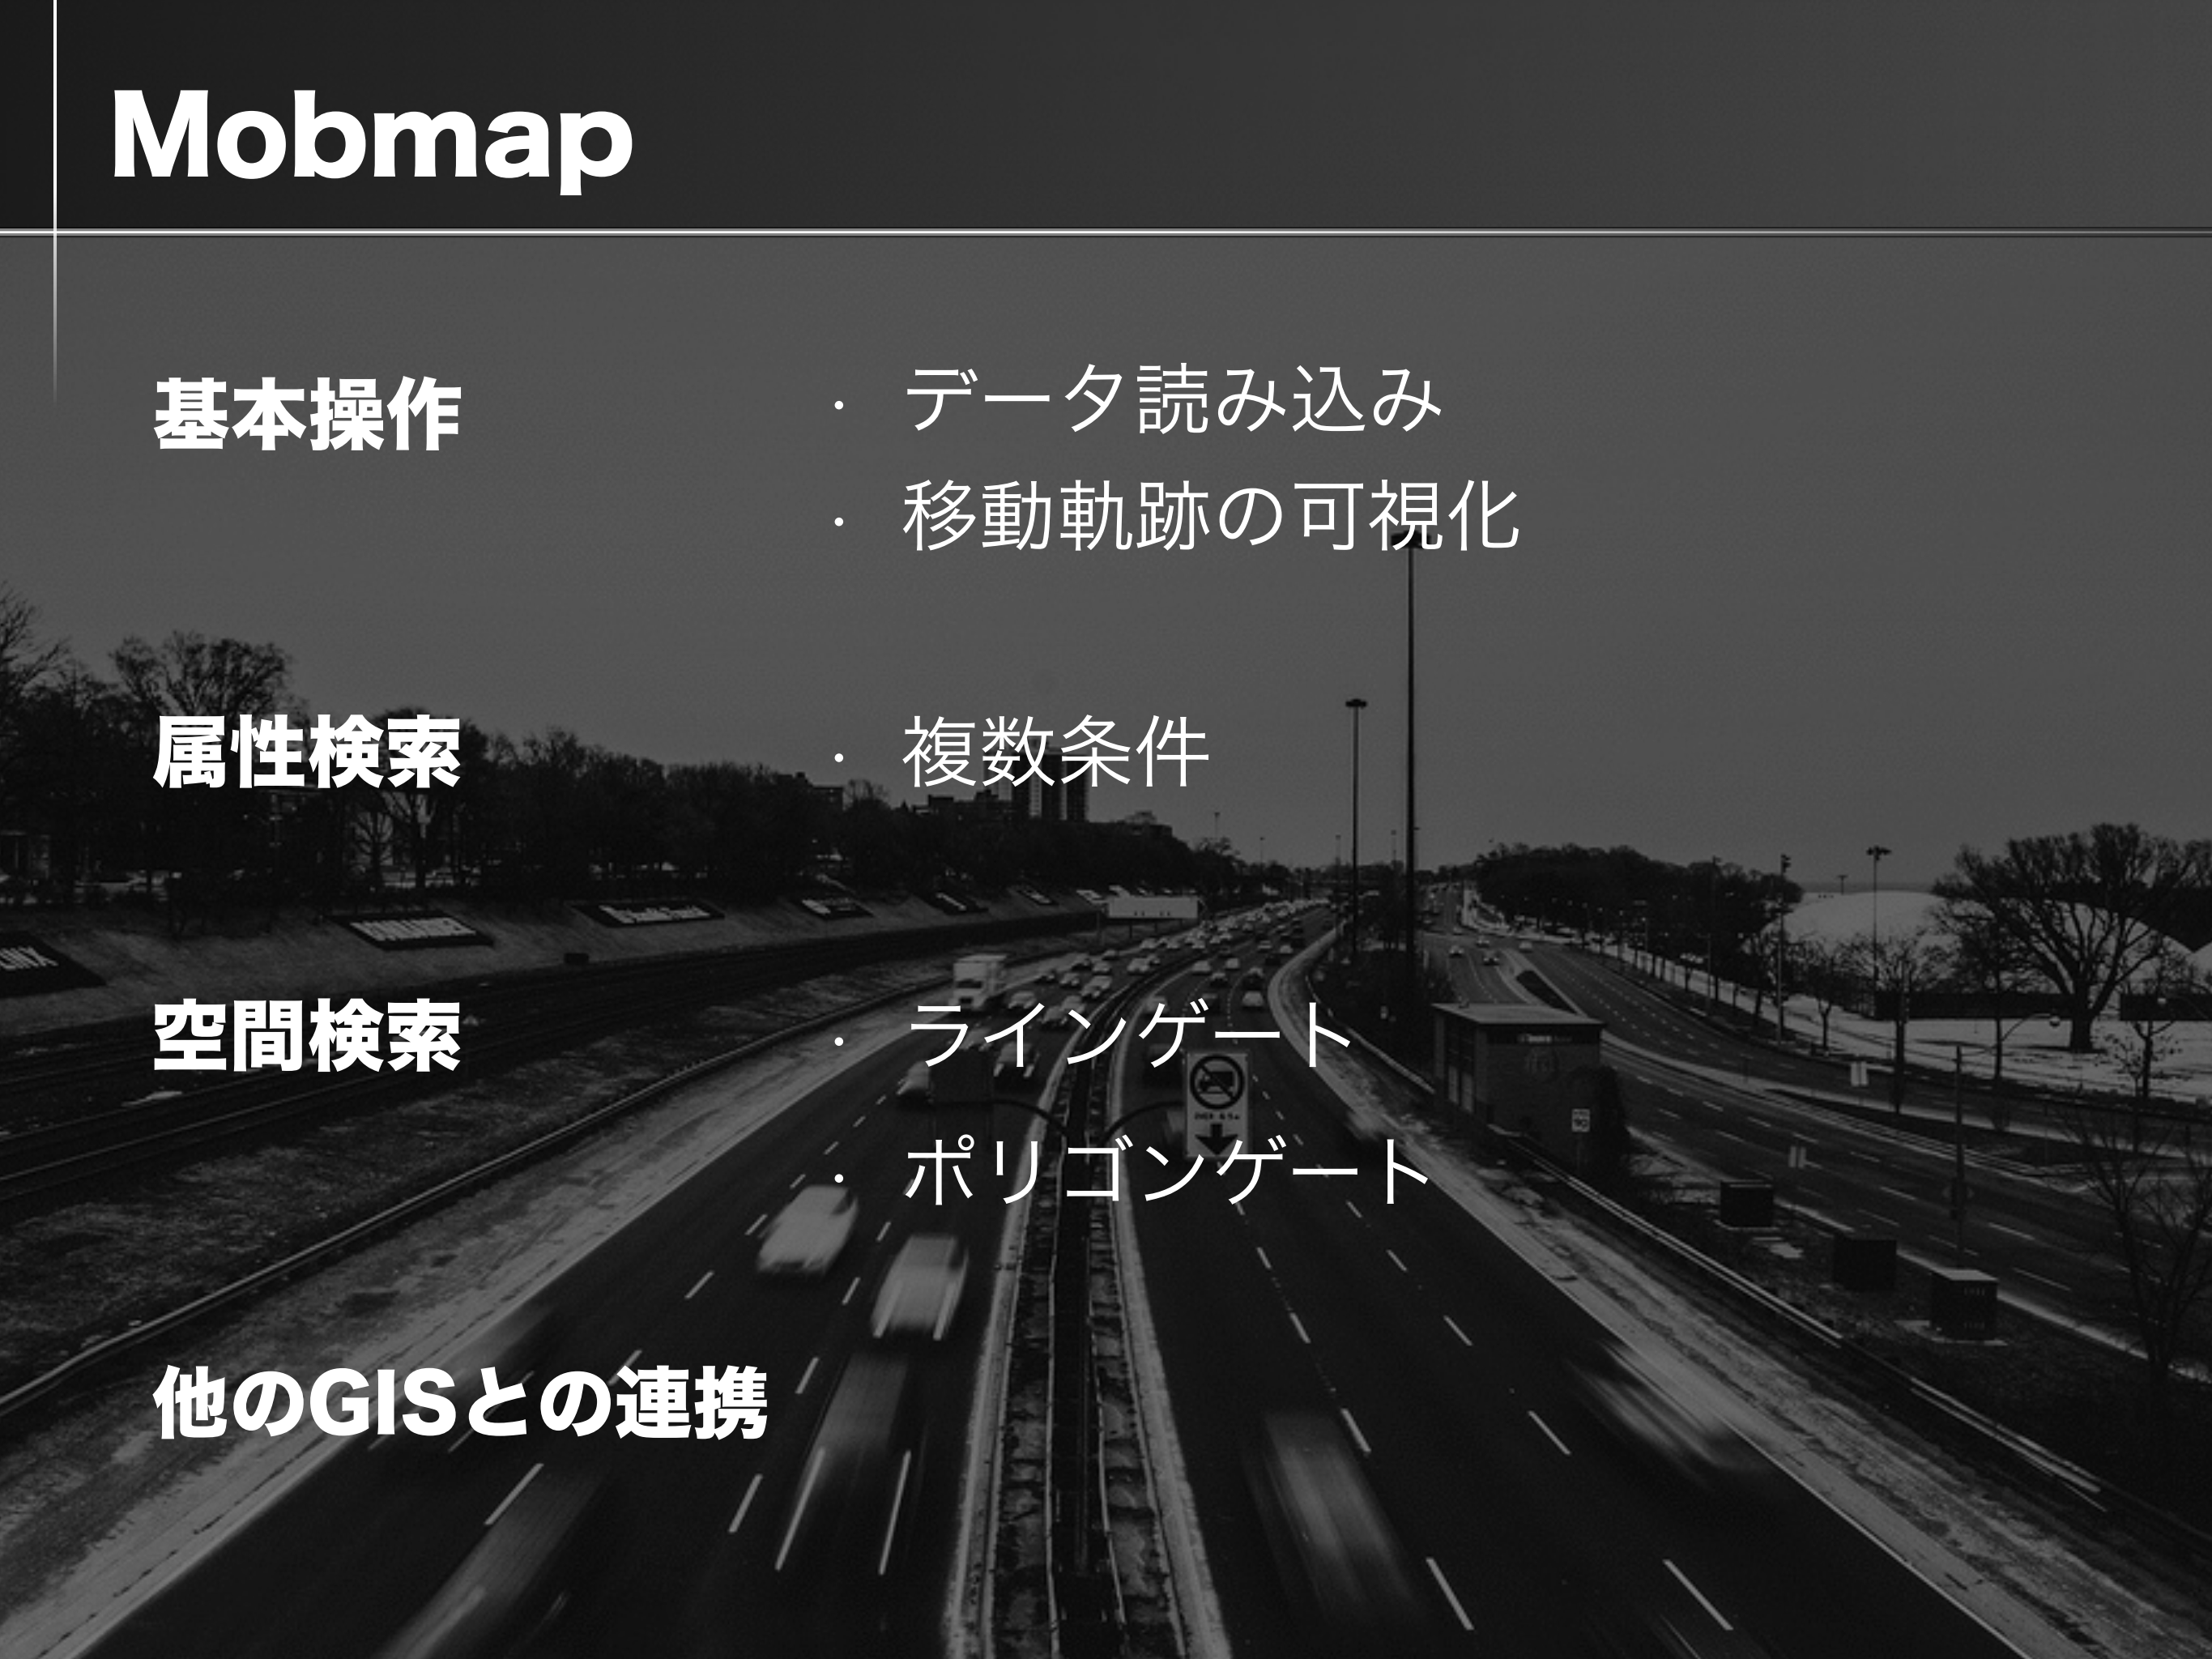 Mobmap
基本操作
・ データ読み込み
・ 移動軌跡の可視化
属性検索
・ 複数条件
空間検索
・ ラインゲート
・ ポリゴンゲート
他のGISとの連携